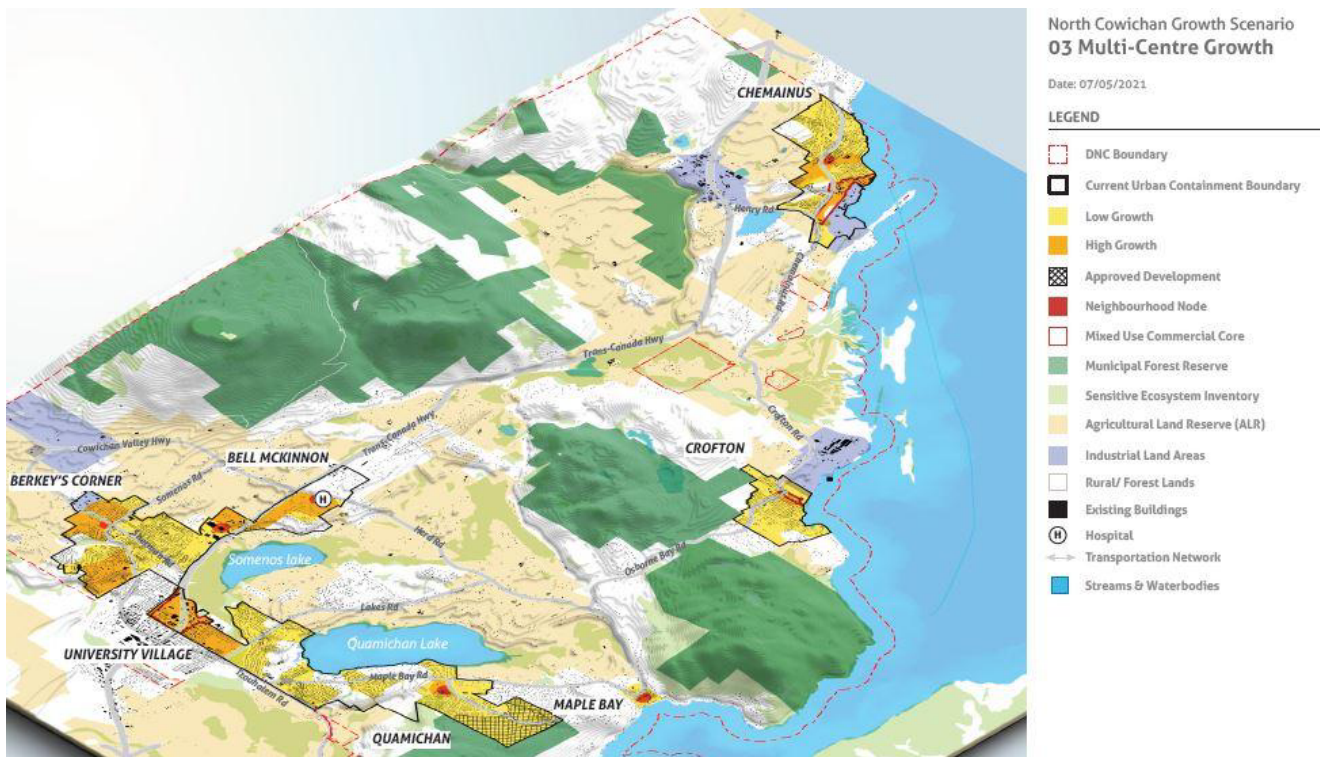 North Cowichan Growth Scenario
03 Multi-Centre Growth
Date: 07/05/2021
LEGEND
DNC Boundary
Current Urban Containment Boundary
Low Growth
High Growth
Approved Development
Neighbourhood Node
Mixed Use Commercial Core
Municipal Forest Reserve
Sensitive Ecosystem Inventory
Agricultural Land Reserve (ALR)
Industrial Land Areas
Rural/ Forest Lands
Existing Buildings
H
Hospital
Transportation Network
Streams & Waterbodies
CHEMAINUS
Henry Rd
Chemainus Rd
Trans-Canada Hwy
Crofton Rd
Trans-Canada Hwy
Cowichan Valley Hwy
BELL MCKINNON
CROFTON
BERKEY'S CORNER
Somenos Rd
H
Herd Rd
Somenos lake
Osborne Bay Rd
Lakes Rd
Quamichan Lake
UNIVERSITY VILLAGE
Maple Bay Rd
Tzouhalem Rd
MAPLE BAY
QUAMICHAN